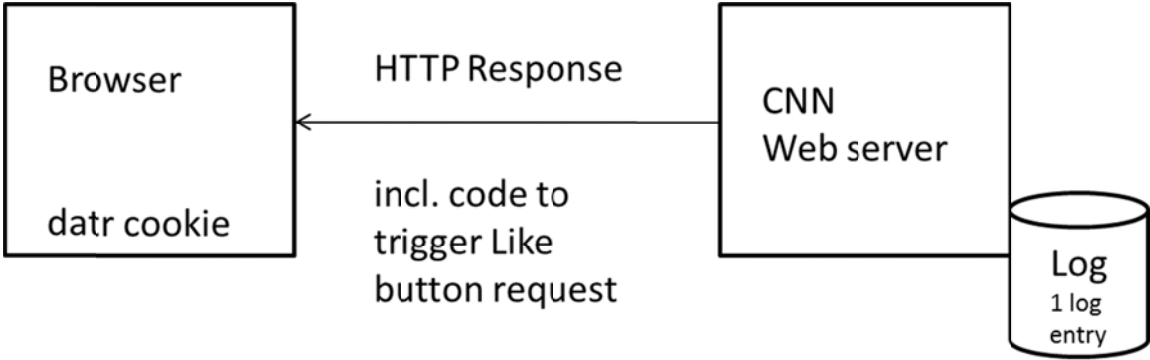 Browser
datr cookie
HTTP Response
incl. code to
trigger Like
button request
CNN
Web server
Log
1 log
entry